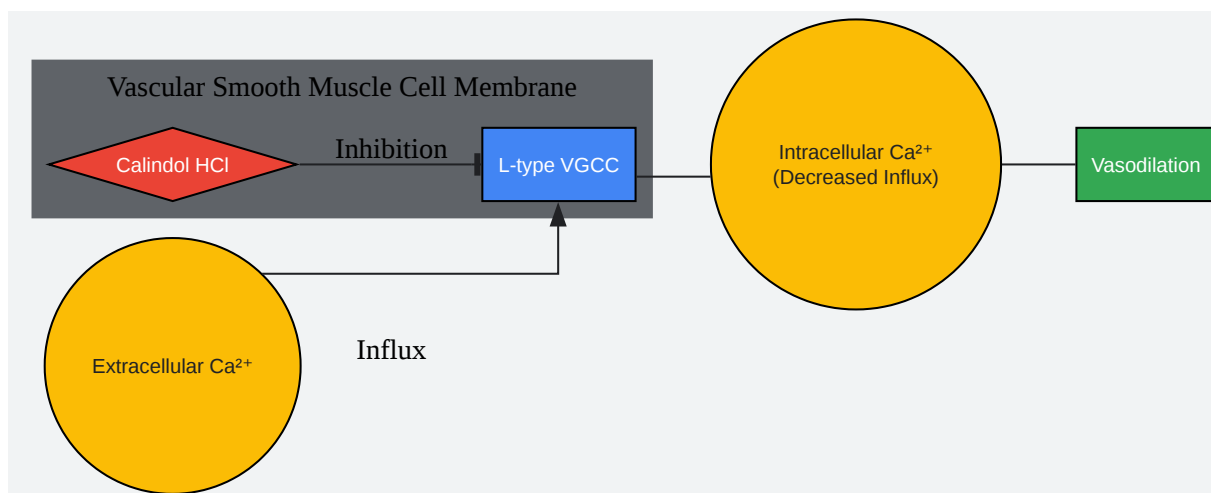 Vascular Smooth Muscle Cell Membrane
Calindol HCl
Inhibition
L-type VGCC
Intracellular Ca²⁺
(Decreased Influx)
Vasodilation
Extracellular Ca²⁺
Influx